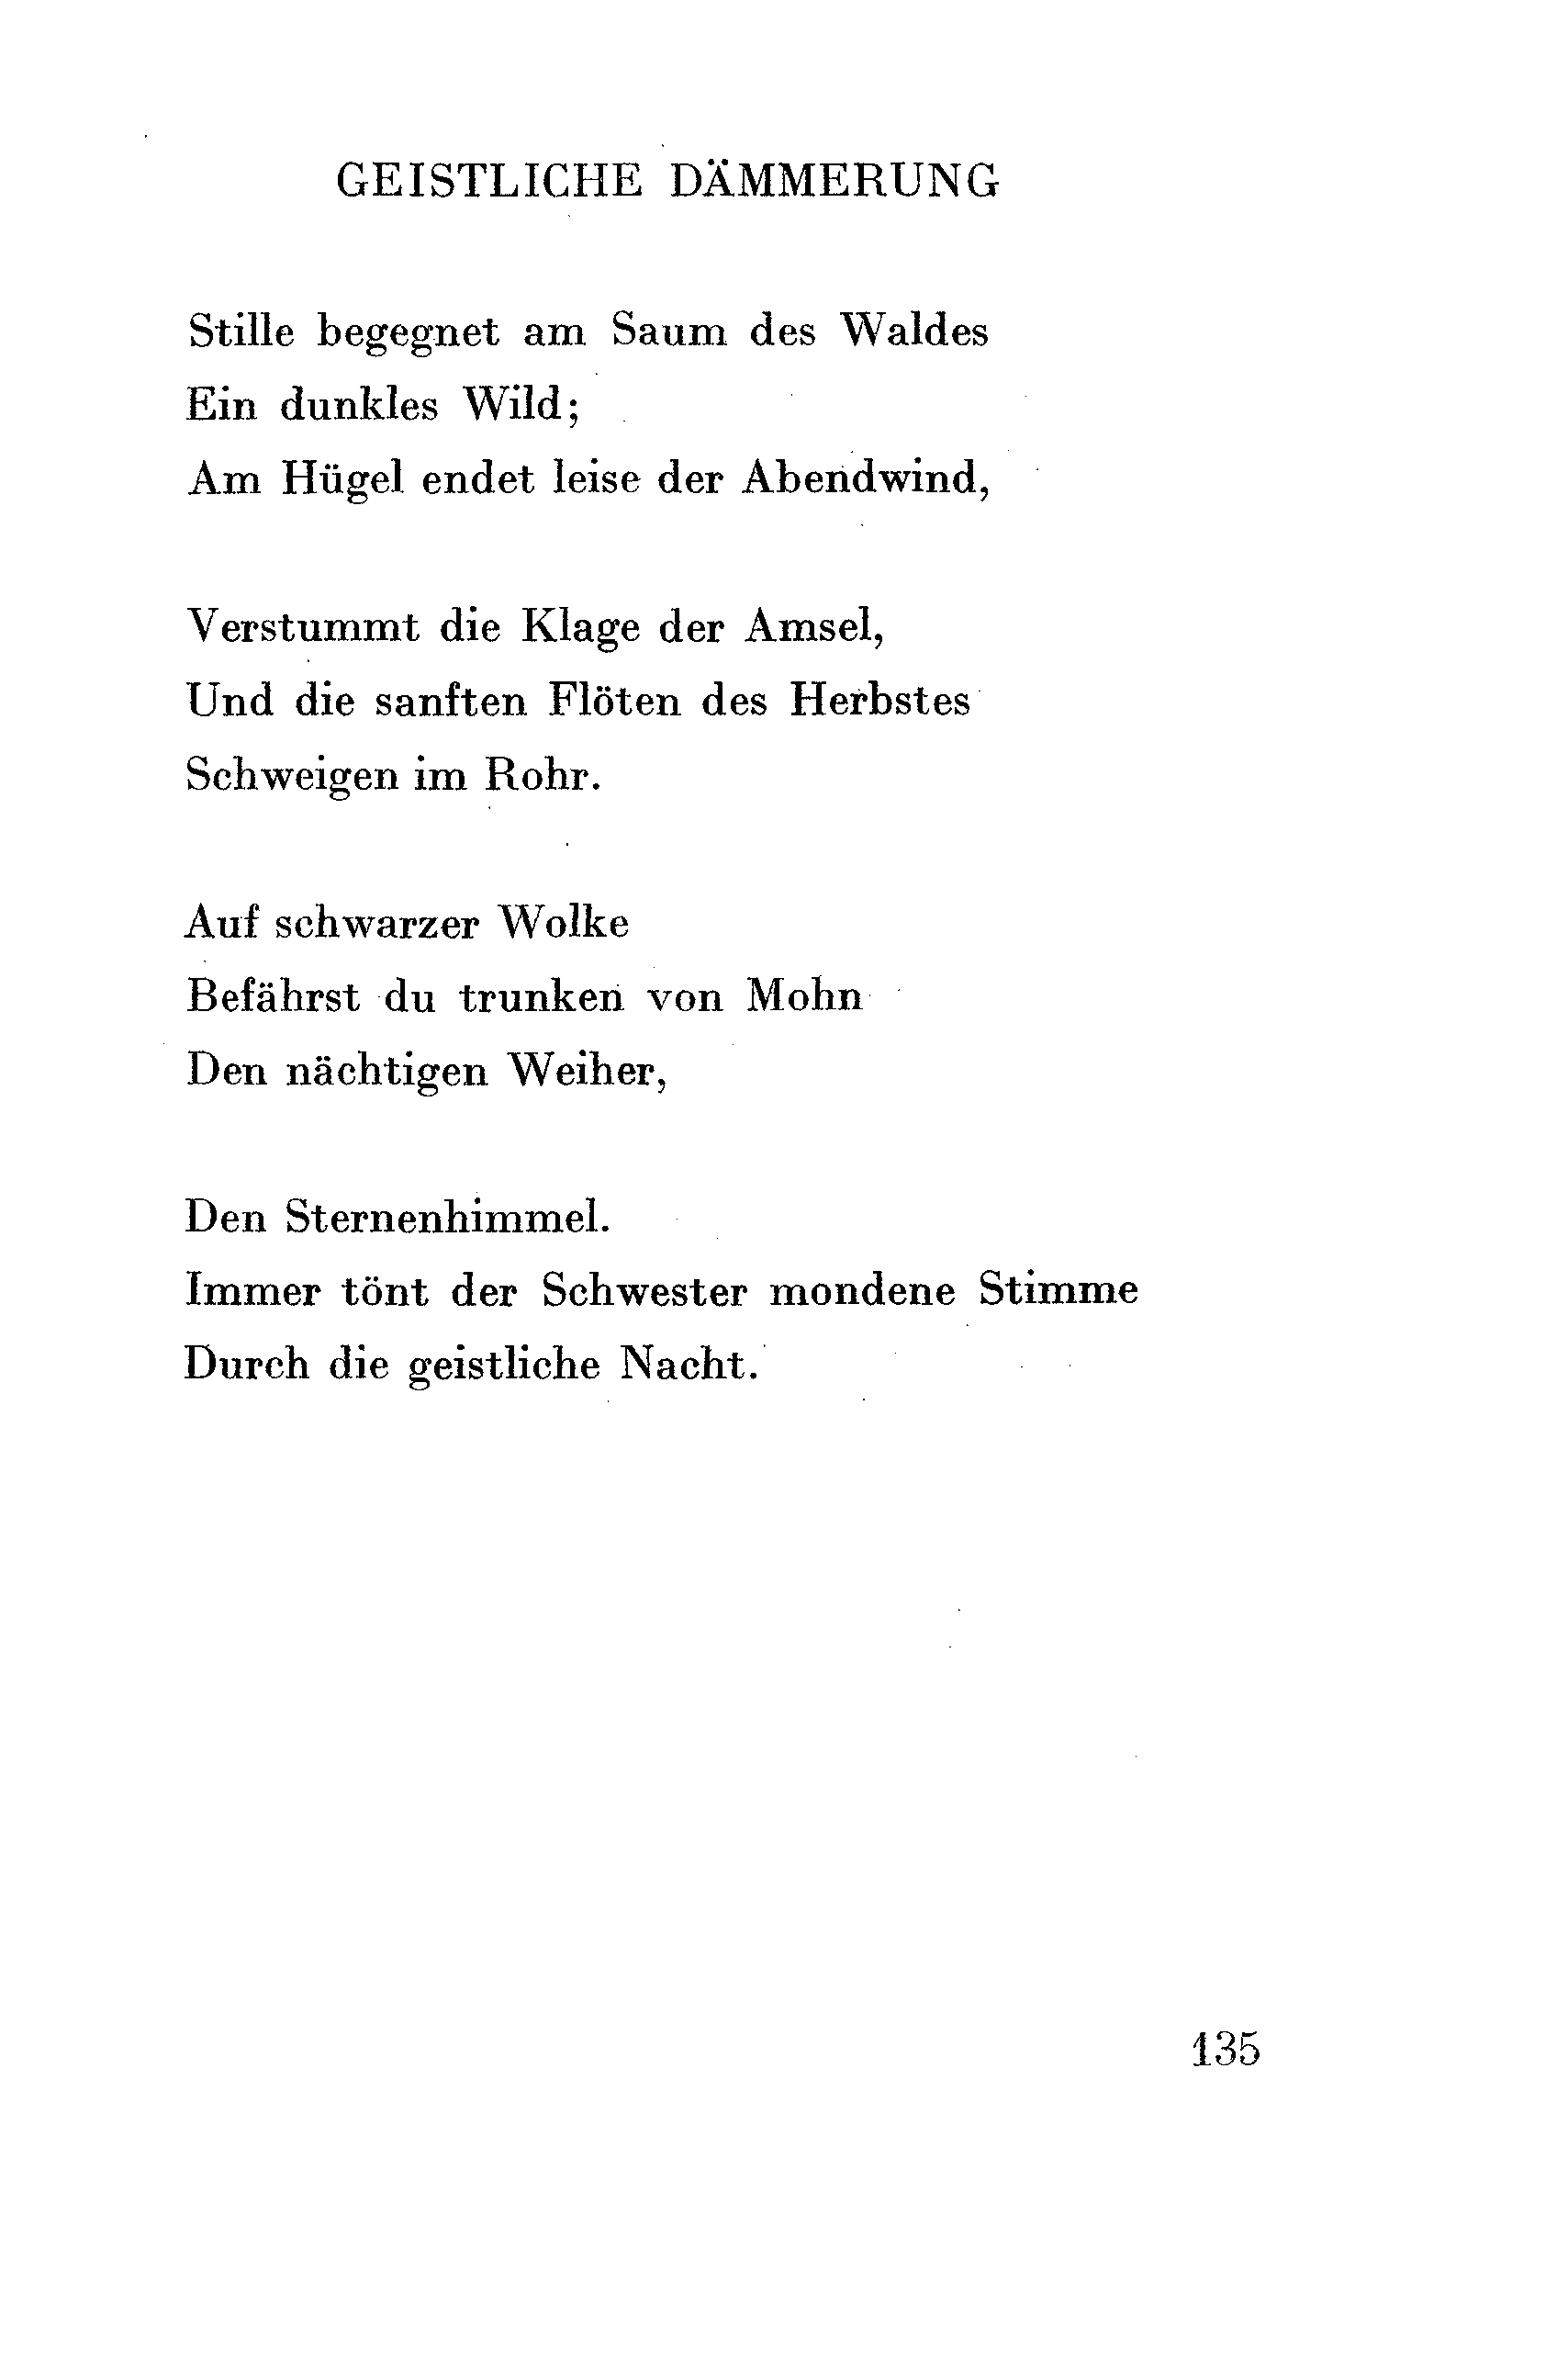 GEISTLICHE DÄMMERUNG
Stille begegnet am Saum des Waldes
Ein dunkles Wild;
Am Hügel endet leise der Abendwind,
Verstummt die Klage der Amsel,
Und die sanften Flöten des Herbstes
Schweigen im Rohr.
Auf schwarzer Wolke
Befährst du trunken von Mohn
Den nächtigen Weiher,
Den Sternenhimmel.
Immer tönt der Schwester mondene Stimme
Durch die geistliche Nacht.
135